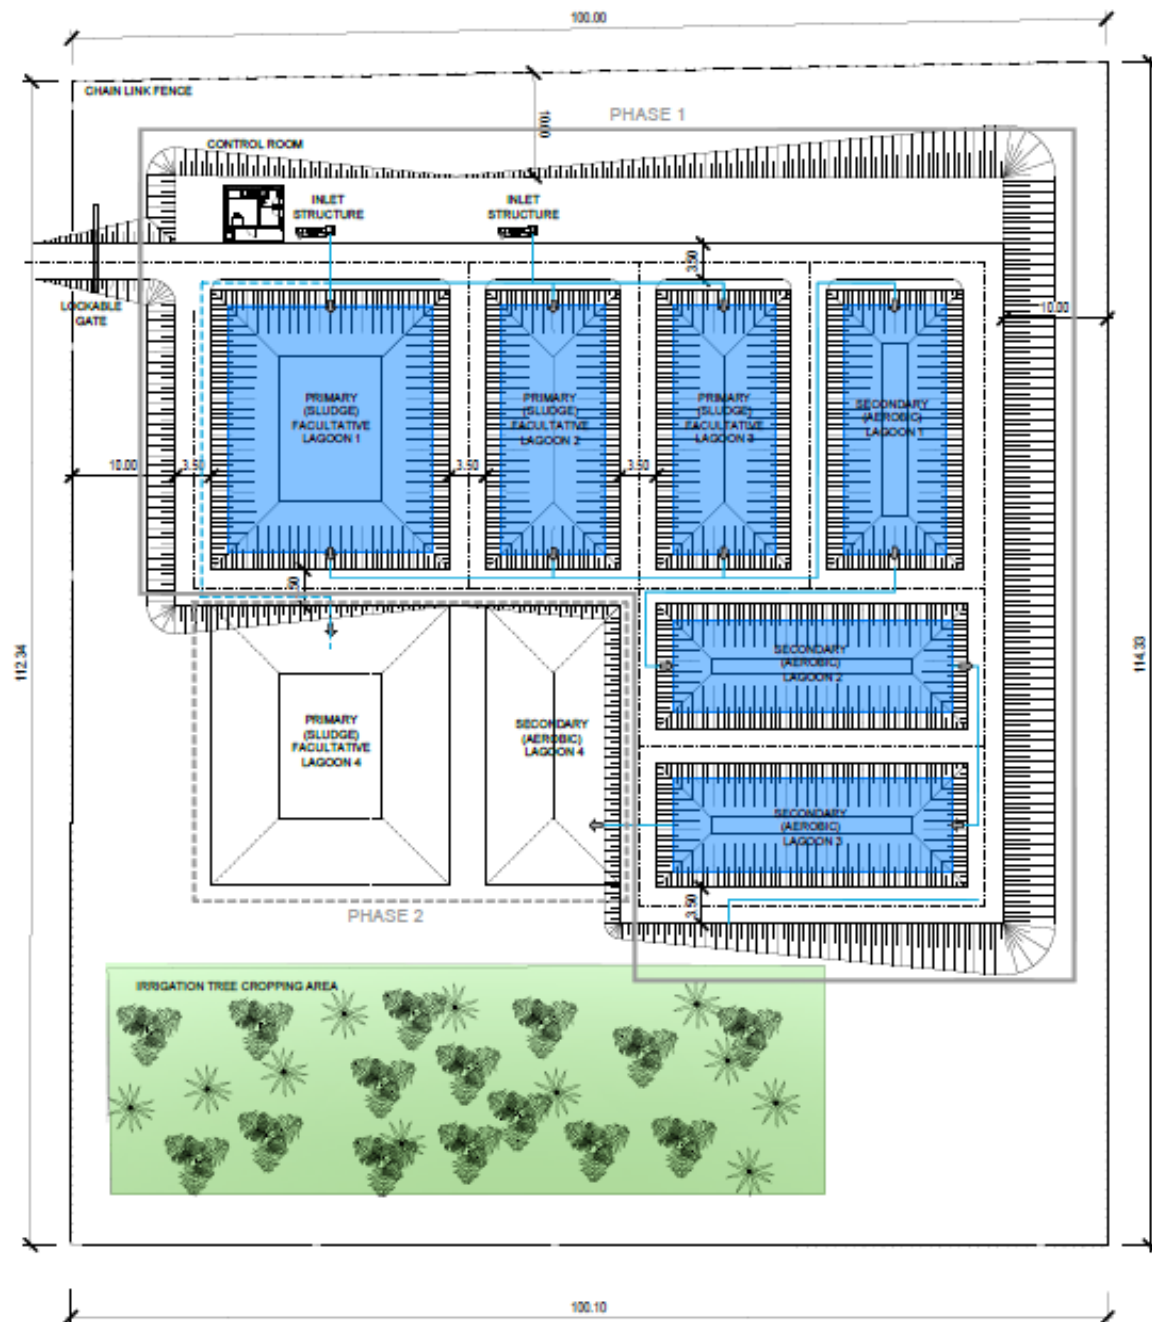 100.00
CHAIN LINK FENCE
10.00
PHASE 1
CONTROL ROOM
INLET
STRUCTURE
INLET
STRUCTURE
3.50
LOCKABLE
GATE
10.00
PRIMARY
(SLUDGE)
FACULTATIVE
LAGOON 1
PRIMARY
(SLUDGE)
FACULTATIVE
LAGOON 2
PRIMARY
(SLUDGE)
FACULTATIVE
LAGOON 3
SECONDARY
(AEROBIC)
LAGOON 1
10.00
3.50
3.50
3.50
.50
112.34
114.33
SECONDARY
(AEROBIC)
LAGOON 2
PRIMARY
(SLUDGE)
FACULTATIVE
LAGOON 4
SECONDARY
(AEROBIC)
LAGOON 4
SECONDARY
(AEROBIC)
LAGOON 3
3.50
PHASE 2
IRRIGATION TREE CROPPING AREA
100.10